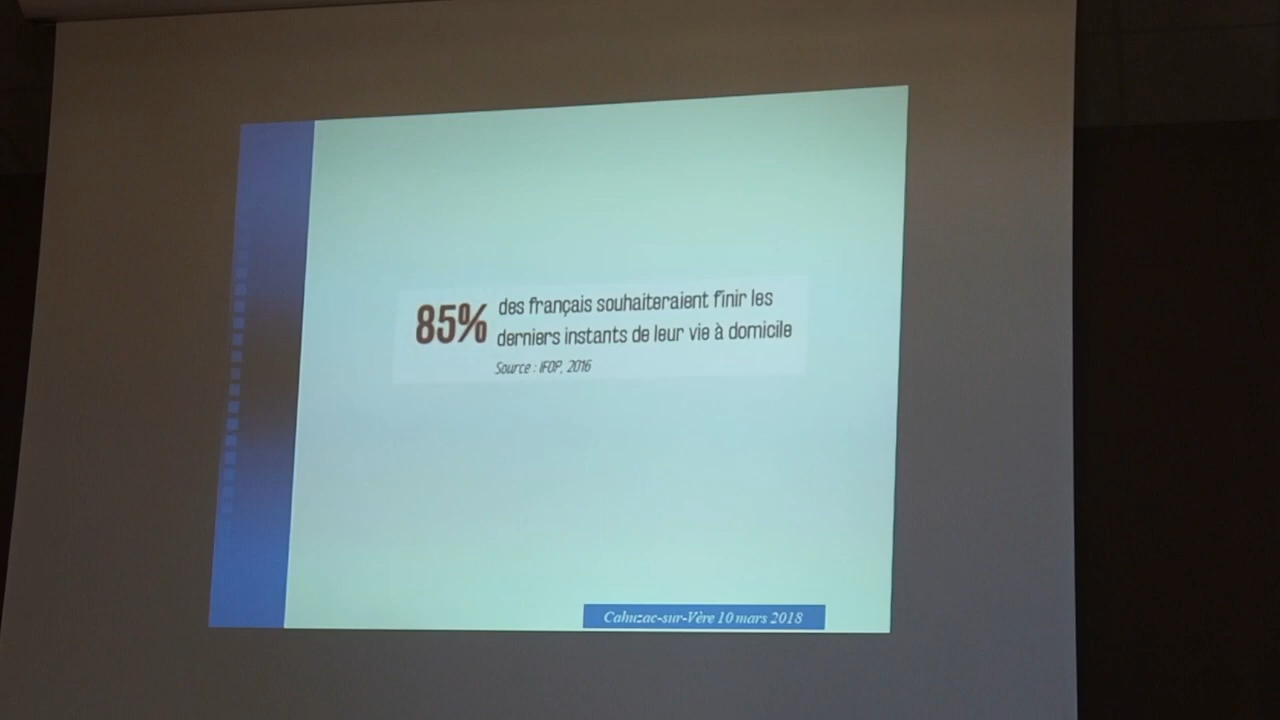 85% des français souhaiteraient finir les
derniers instants de leur vie à domicile
Source : IFOP, 2016
Cahuzac-sur-Vère 10 mars 2018